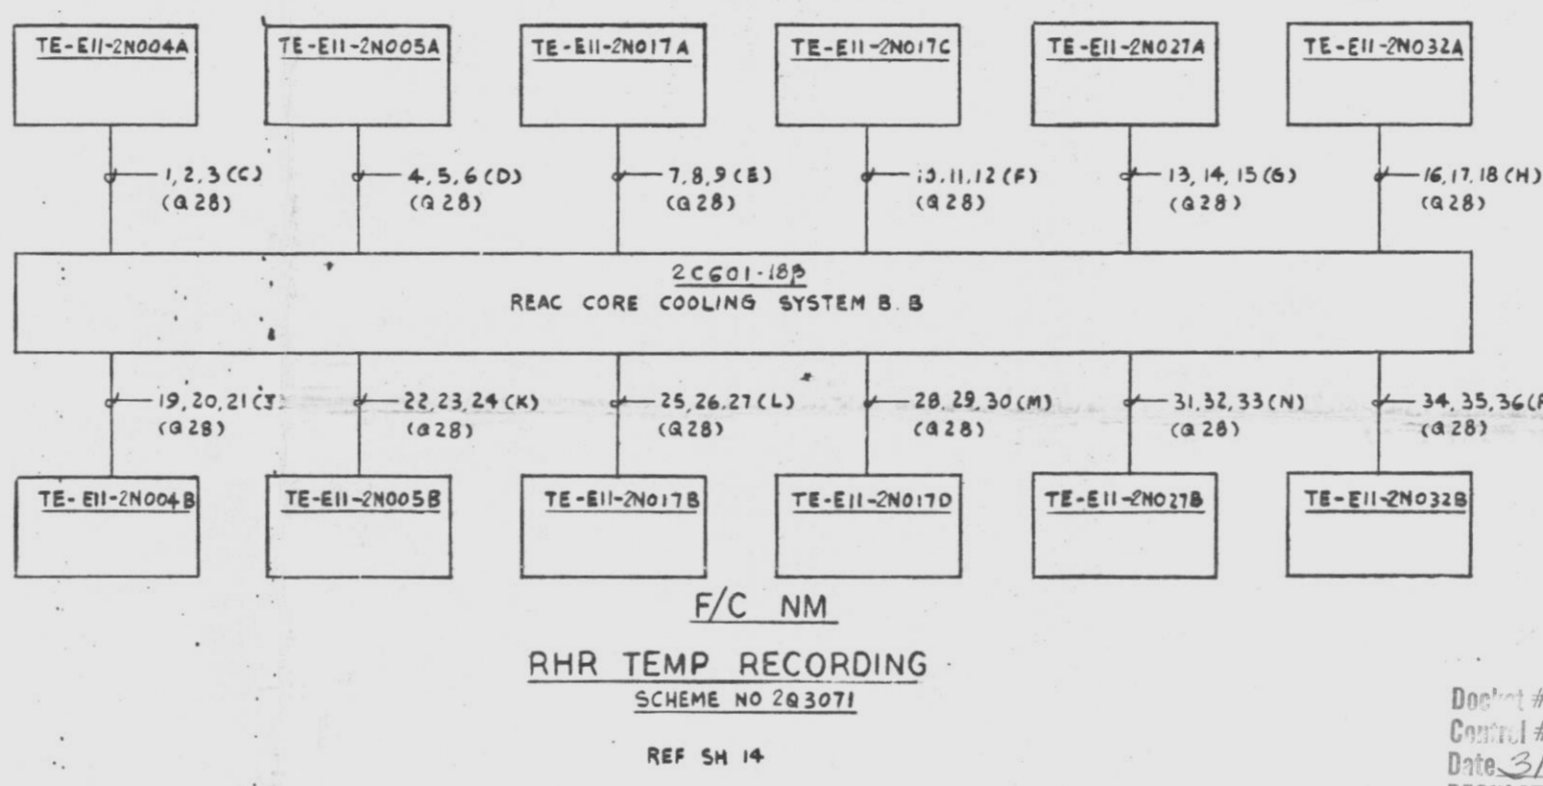 TE-E11-2N004A
TE-E11-2N005A
TE-E11-2N017A
TE-E11-2N017C
TE-E11-2N027A
TE-E11-2N032A
1,2,3(C)
(Q28)
4,5,6(D)
(Q28)
7,8,9(E)
(Q28)
10,11,12(F)
(Q28)
13,14,15(G)
(Q28)
16,17,18(H)
(Q28)
2C601-18B
REAC CORE COOLING SYSTEM B.B
19,20,21(J)
(Q28)
22,23,24(K)
(Q28)
25,26,27(L)
(Q28)
28,29,30(M)
(Q28)
31,32,33(N)
(Q28)
34,35,36(P
(Q28)
TE-E11-2N004B
TE-E11-2N005B
TE-E11-2N017B
TE-E11-2N017D
TE-E11-2N027B
TE-E11-2N032B
F/C NM
RHR TEMP RECORDING
SCHEME NO 2Q3071
REF SH 14
Docket #
Control #
Date 3/